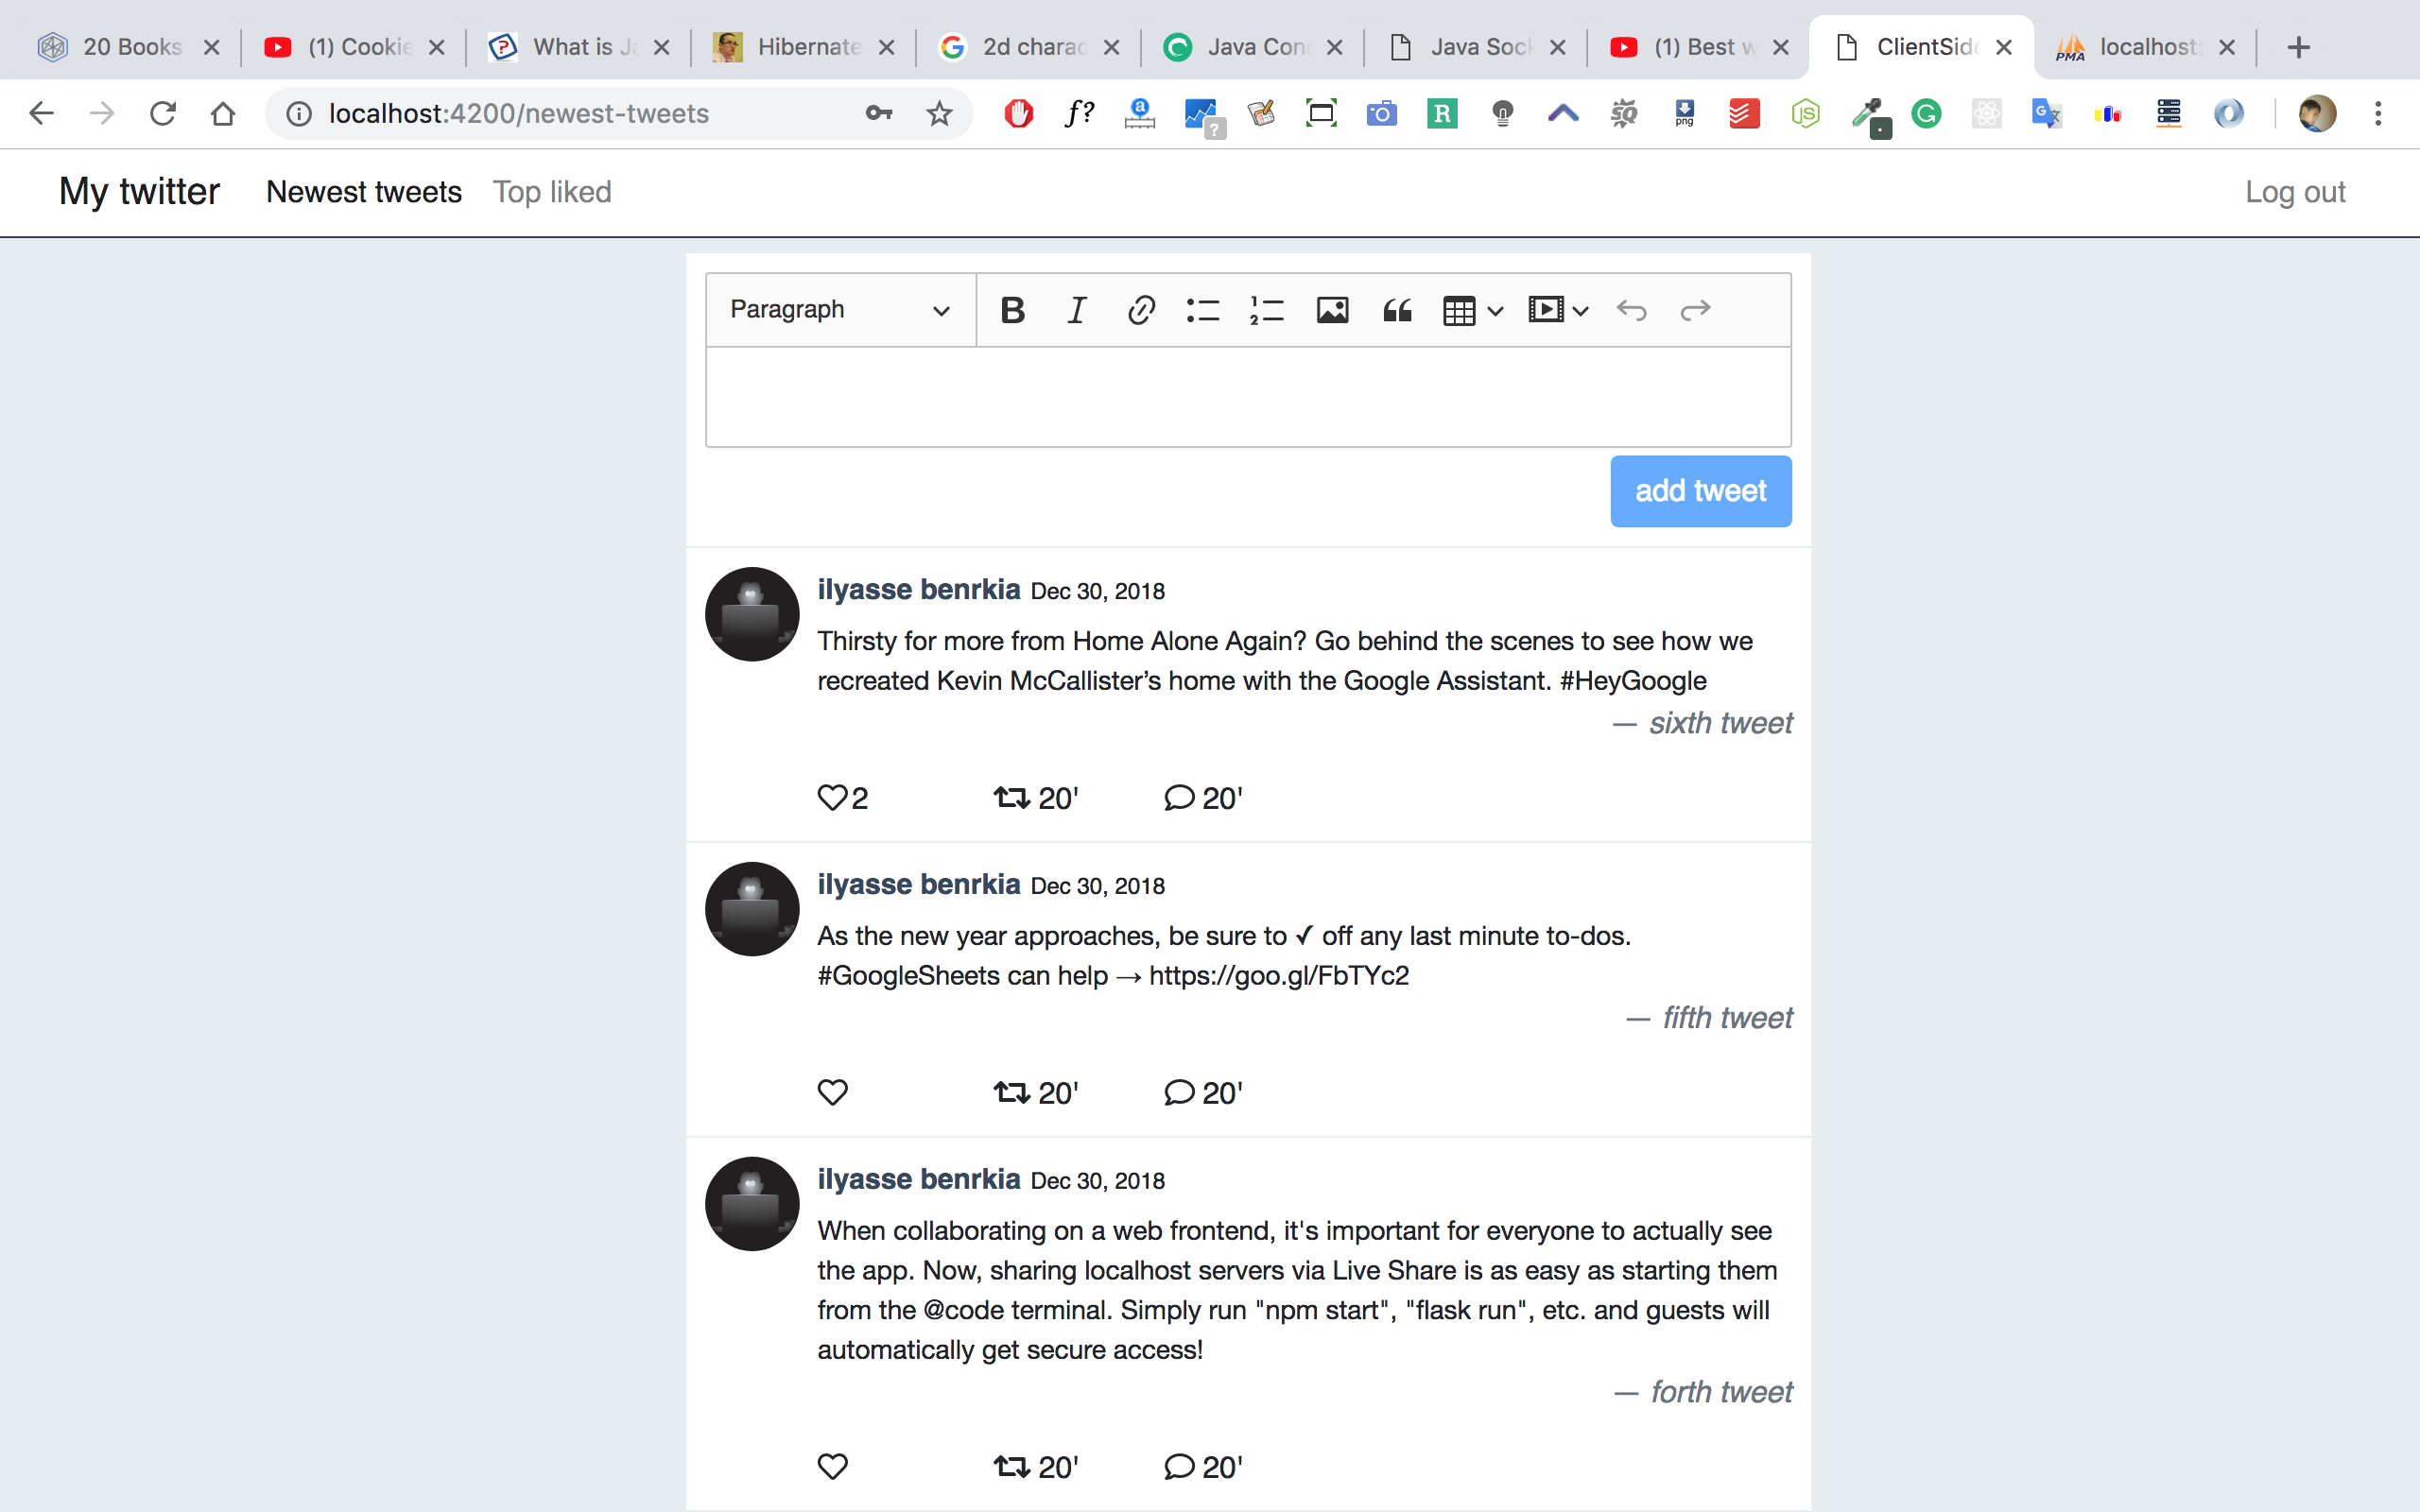 20 Books
(1) Cookie
What is Ja
Hibernate
2d charac
Java Con
Java Sock
(1) Best w
ClientSide
PMA
localhost:
localhost:4200/newest-tweets
My twitter
Newest tweets
Top liked
Log out
Paragraph
add tweet
ilyasse benrkia Dec 30, 2018
Thirsty for more from Home Alone Again? Go behind the scenes to see how we
recreated Kevin McCallister’s home with the Google Assistant. #HeyGoogle
— sixth tweet
2 20' 20'
ilyasse benrkia Dec 30, 2018
As the new year approaches, be sure to ✓ off any last minute to-dos.
#GoogleSheets can help → https://goo.gl/FbTYc2
— fifth tweet
20' 20'
ilyasse benrkia Dec 30, 2018
When collaborating on a web frontend, it's important for everyone to actually see
the app. Now, sharing localhost servers via Live Share is as easy as starting them
from the @code terminal. Simply run "npm start", "flask run", etc. and guests will
automatically get secure access!
— forth tweet
20' 20'